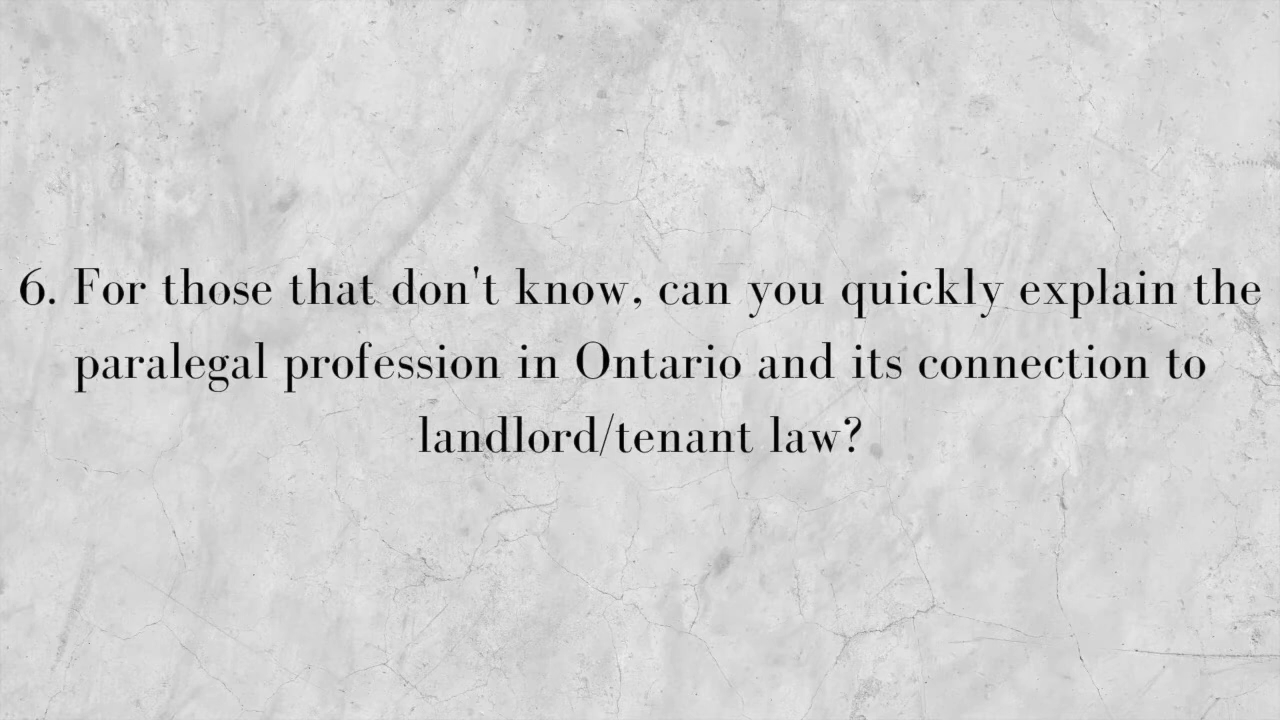 6. For those that don't know, can you quickly explain the
paralegal profession in Ontario and its connection to
landlord/tenant law?